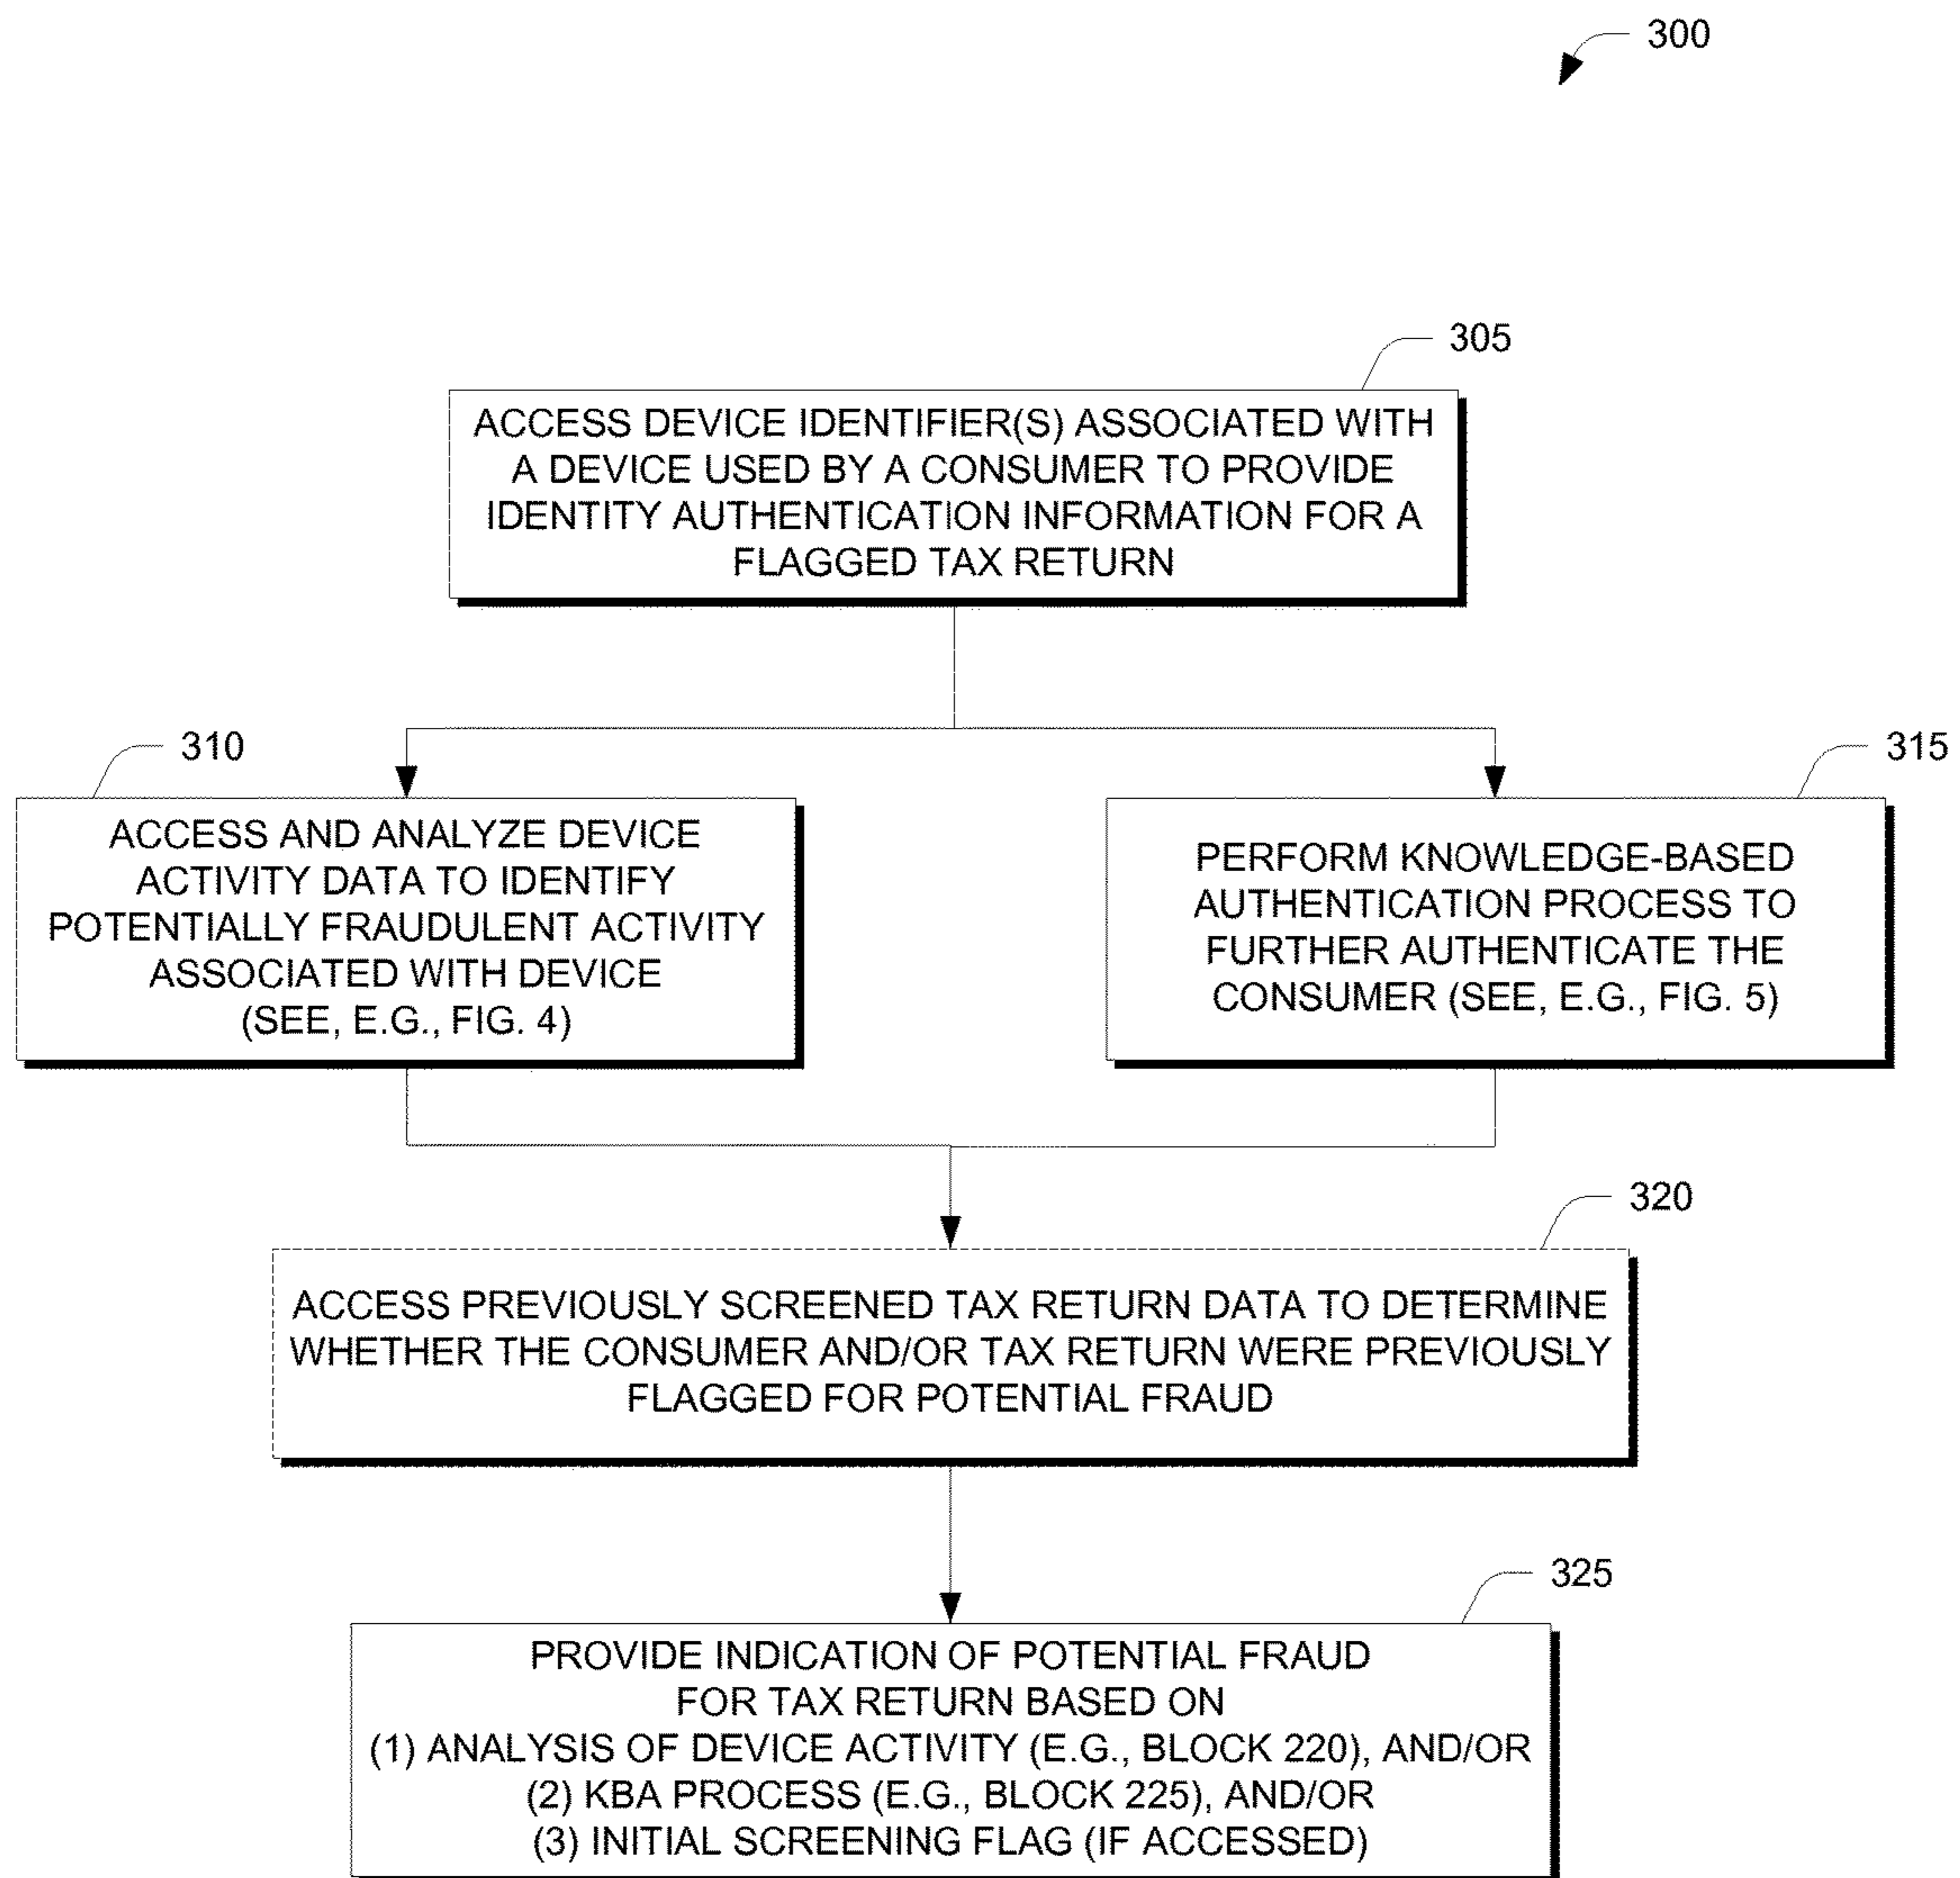 300
305
ACCESS DEVICE IDENTIFIER(S) ASSOCIATED WITH
A DEVICE USED BY A CONSUMER TO PROVIDE
IDENTITY AUTHENTICATION INFORMATION FOR A
FLAGGED TAX RETURN
310
ACCESS AND ANALYZE DEVICE
ACTIVITY DATA TO IDENTIFY
POTENTIALLY FRAUDULENT ACTIVITY
ASSOCIATED WITH DEVICE
(SEE, E.G., FIG. 4)
315
PERFORM KNOWLEDGE-BASED
AUTHENTICATION PROCESS TO
FURTHER AUTHENTICATE THE
CONSUMER (SEE, E.G., FIG. 5)
320
ACCESS PREVIOUSLY SCREENED TAX RETURN DATA TO DETERMINE
WHETHER THE CONSUMER AND/OR TAX RETURN WERE PREVIOUSLY
FLAGGED FOR POTENTIAL FRAUD
325
PROVIDE INDICATION OF POTENTIAL FRAUD
FOR TAX RETURN BASED ON
(1) ANALYSIS OF DEVICE ACTIVITY (E.G., BLOCK 220), AND/OR
(2) KBA PROCESS (E.G., BLOCK 225), AND/OR
(3) INITIAL SCREENING FLAG (IF ACCESSED)